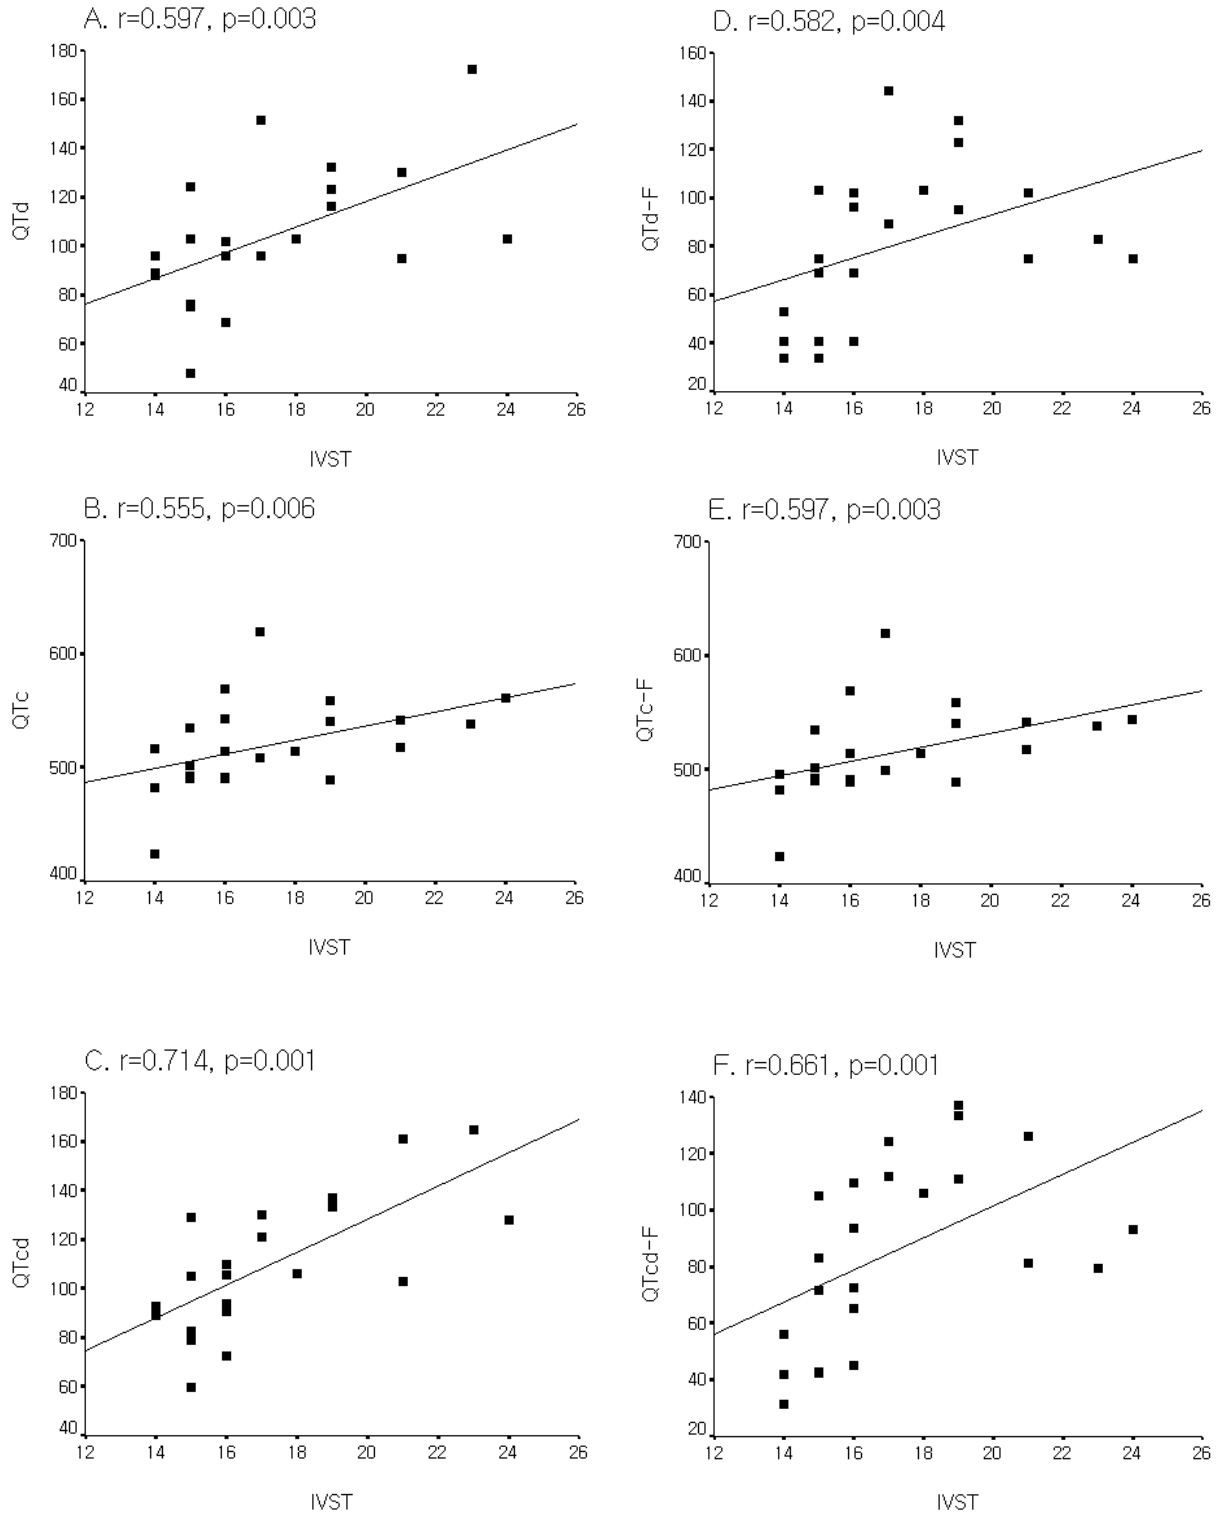 A. r=0.597, p=0.003
180
160
140
120
100
80
60
40
QTd
12 14 16 18 20 22 24 26
IVST
D. r=0.582, p=0.004
160
140
120
100
80
60
40
20
QTd-F
12 14 16 18 20 22 24 26
IVST
B. r=0.555, p=0.006
700
600
500
400
QTc
12 14 16 18 20 22 24 26
IVST
E. r=0.597, p=0.003
700
600
500
400
QTc-F
12 14 16 18 20 22 24 26
IVST
C. r=0.714, p=0.001
180
160
140
120
100
80
60
40
QTcd
12 14 16 18 20 22 24 26
IVST
F. r=0.661, p=0.001
140
120
100
80
60
40
20
QTcd-F
12 14 16 18 20 22 24 26
IVST